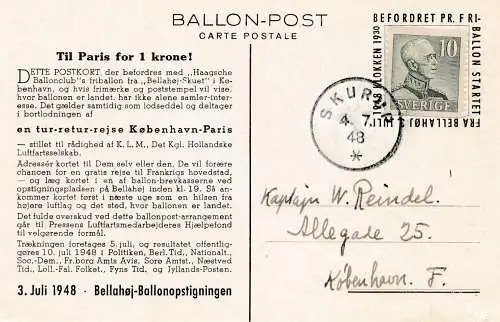 BALLON-POST
CARTE POSTALE
Til Paris for 1 krone!
DETTE POSTKORT, der befordres med „Haagsche
Ballonclub"s friballon fra „Bellahøj-Skuet" i Kø-
benhavn, og hvis frimærke og poststempel vil vise,
hvor ballonen er landet, har ikke alene samler-inter-
esse. Det gælder samtidig som lodseddel og deltager
i bortlodningen af
en tur-retur-rejse København-Paris
— stillet til rådighed af K. L. M., Det Kgl. Hollandske
Luftfartsselskab.
Adressér kortet til Dem selv eller den, De vil forære
chancen for en gratis rejse til Frankrigs hovedstad,
— og læg kortet i een af ballon-brevkasserne ved
opstigningspladsen på Bellahøj inden kl. 19. Så an-
kommer kortet først i næste uge som en hilsen fra
højere luftlag og det sted, hvor ballonen er landet.
Det fulde overskud ved dette ballonpost-arrangement
går til Pressens Luftfartsmedarbejderes Hjælpefond
til velgørende formål.
Trækningen foretages 5. juli, og resultatet offentlig-
gøres 10. juli 1948 i Politiken, Berl. Tid., Nationalt.,
Soc.-Dem., Fr.borg Amts Avis, Sorø Amtst., Næstved
Tid., Loll.-Fal. Folket., Fyns Tid., og Jyllands-Posten.
3. Juli 1948 - Bellahøj-Ballonopstigningen
BEFORDRET PR. FRI-
BALLON STARTET
FRA BELLAHØJ 3. JULI 1948
KLOKKEN 1930
10
SVERIGE
SKURUP
4. 7.
48
Kaptajn W. Reindel.
Allegade 25.
København. F.